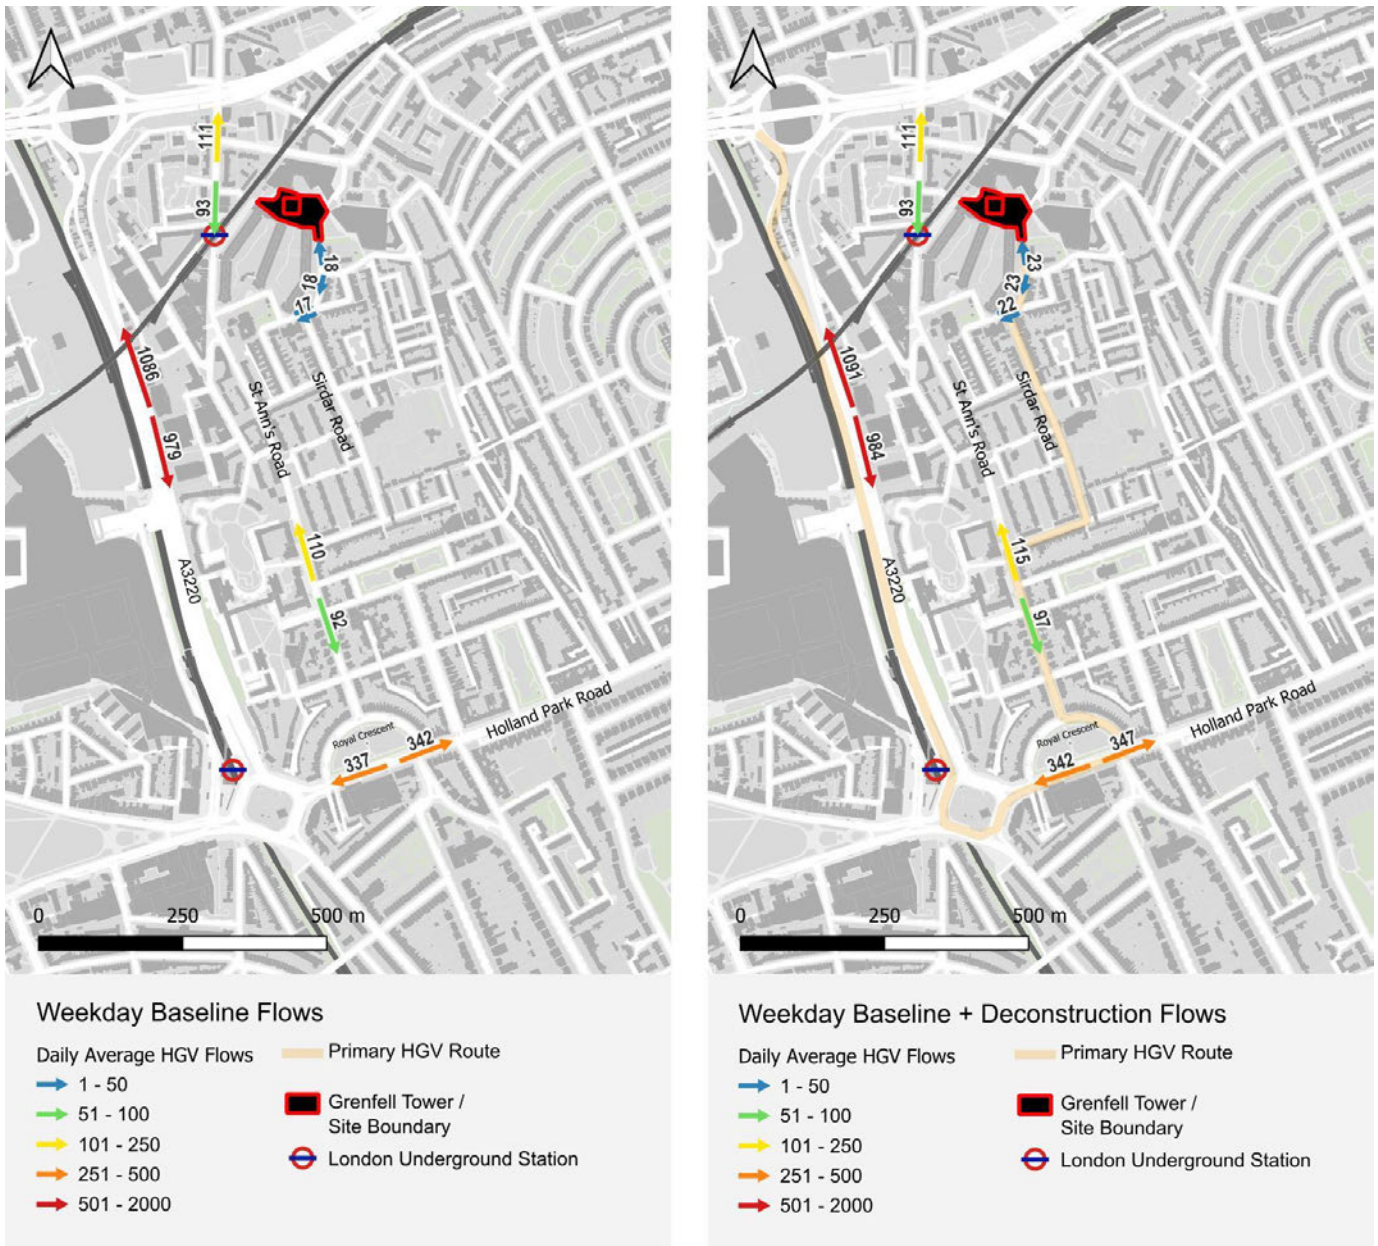 111
93
18
18
17
1086
979
St Ann's Road
Sirdar Road
110
92
A3220
Holland Park Road
Royal Crescent
342
337
0 250 500 m
Weekday Baseline Flows
Daily Average HGV Flows
1 - 50
51 - 100
101 - 250
251 - 500
501 - 2000
Primary HGV Route
Grenfell Tower /
Site Boundary
London Underground Station
111
93
23
23
22
1091
984
St Ann's Road
Sirdar Road
115
97
A3220
Holland Park Road
Royal Crescent
347
342
0 250 500 m
Weekday Baseline + Deconstruction Flows
Daily Average HGV Flows
1 - 50
51 - 100
101 - 250
251 - 500
501 - 2000
Primary HGV Route
Grenfell Tower /
Site Boundary
London Underground Station